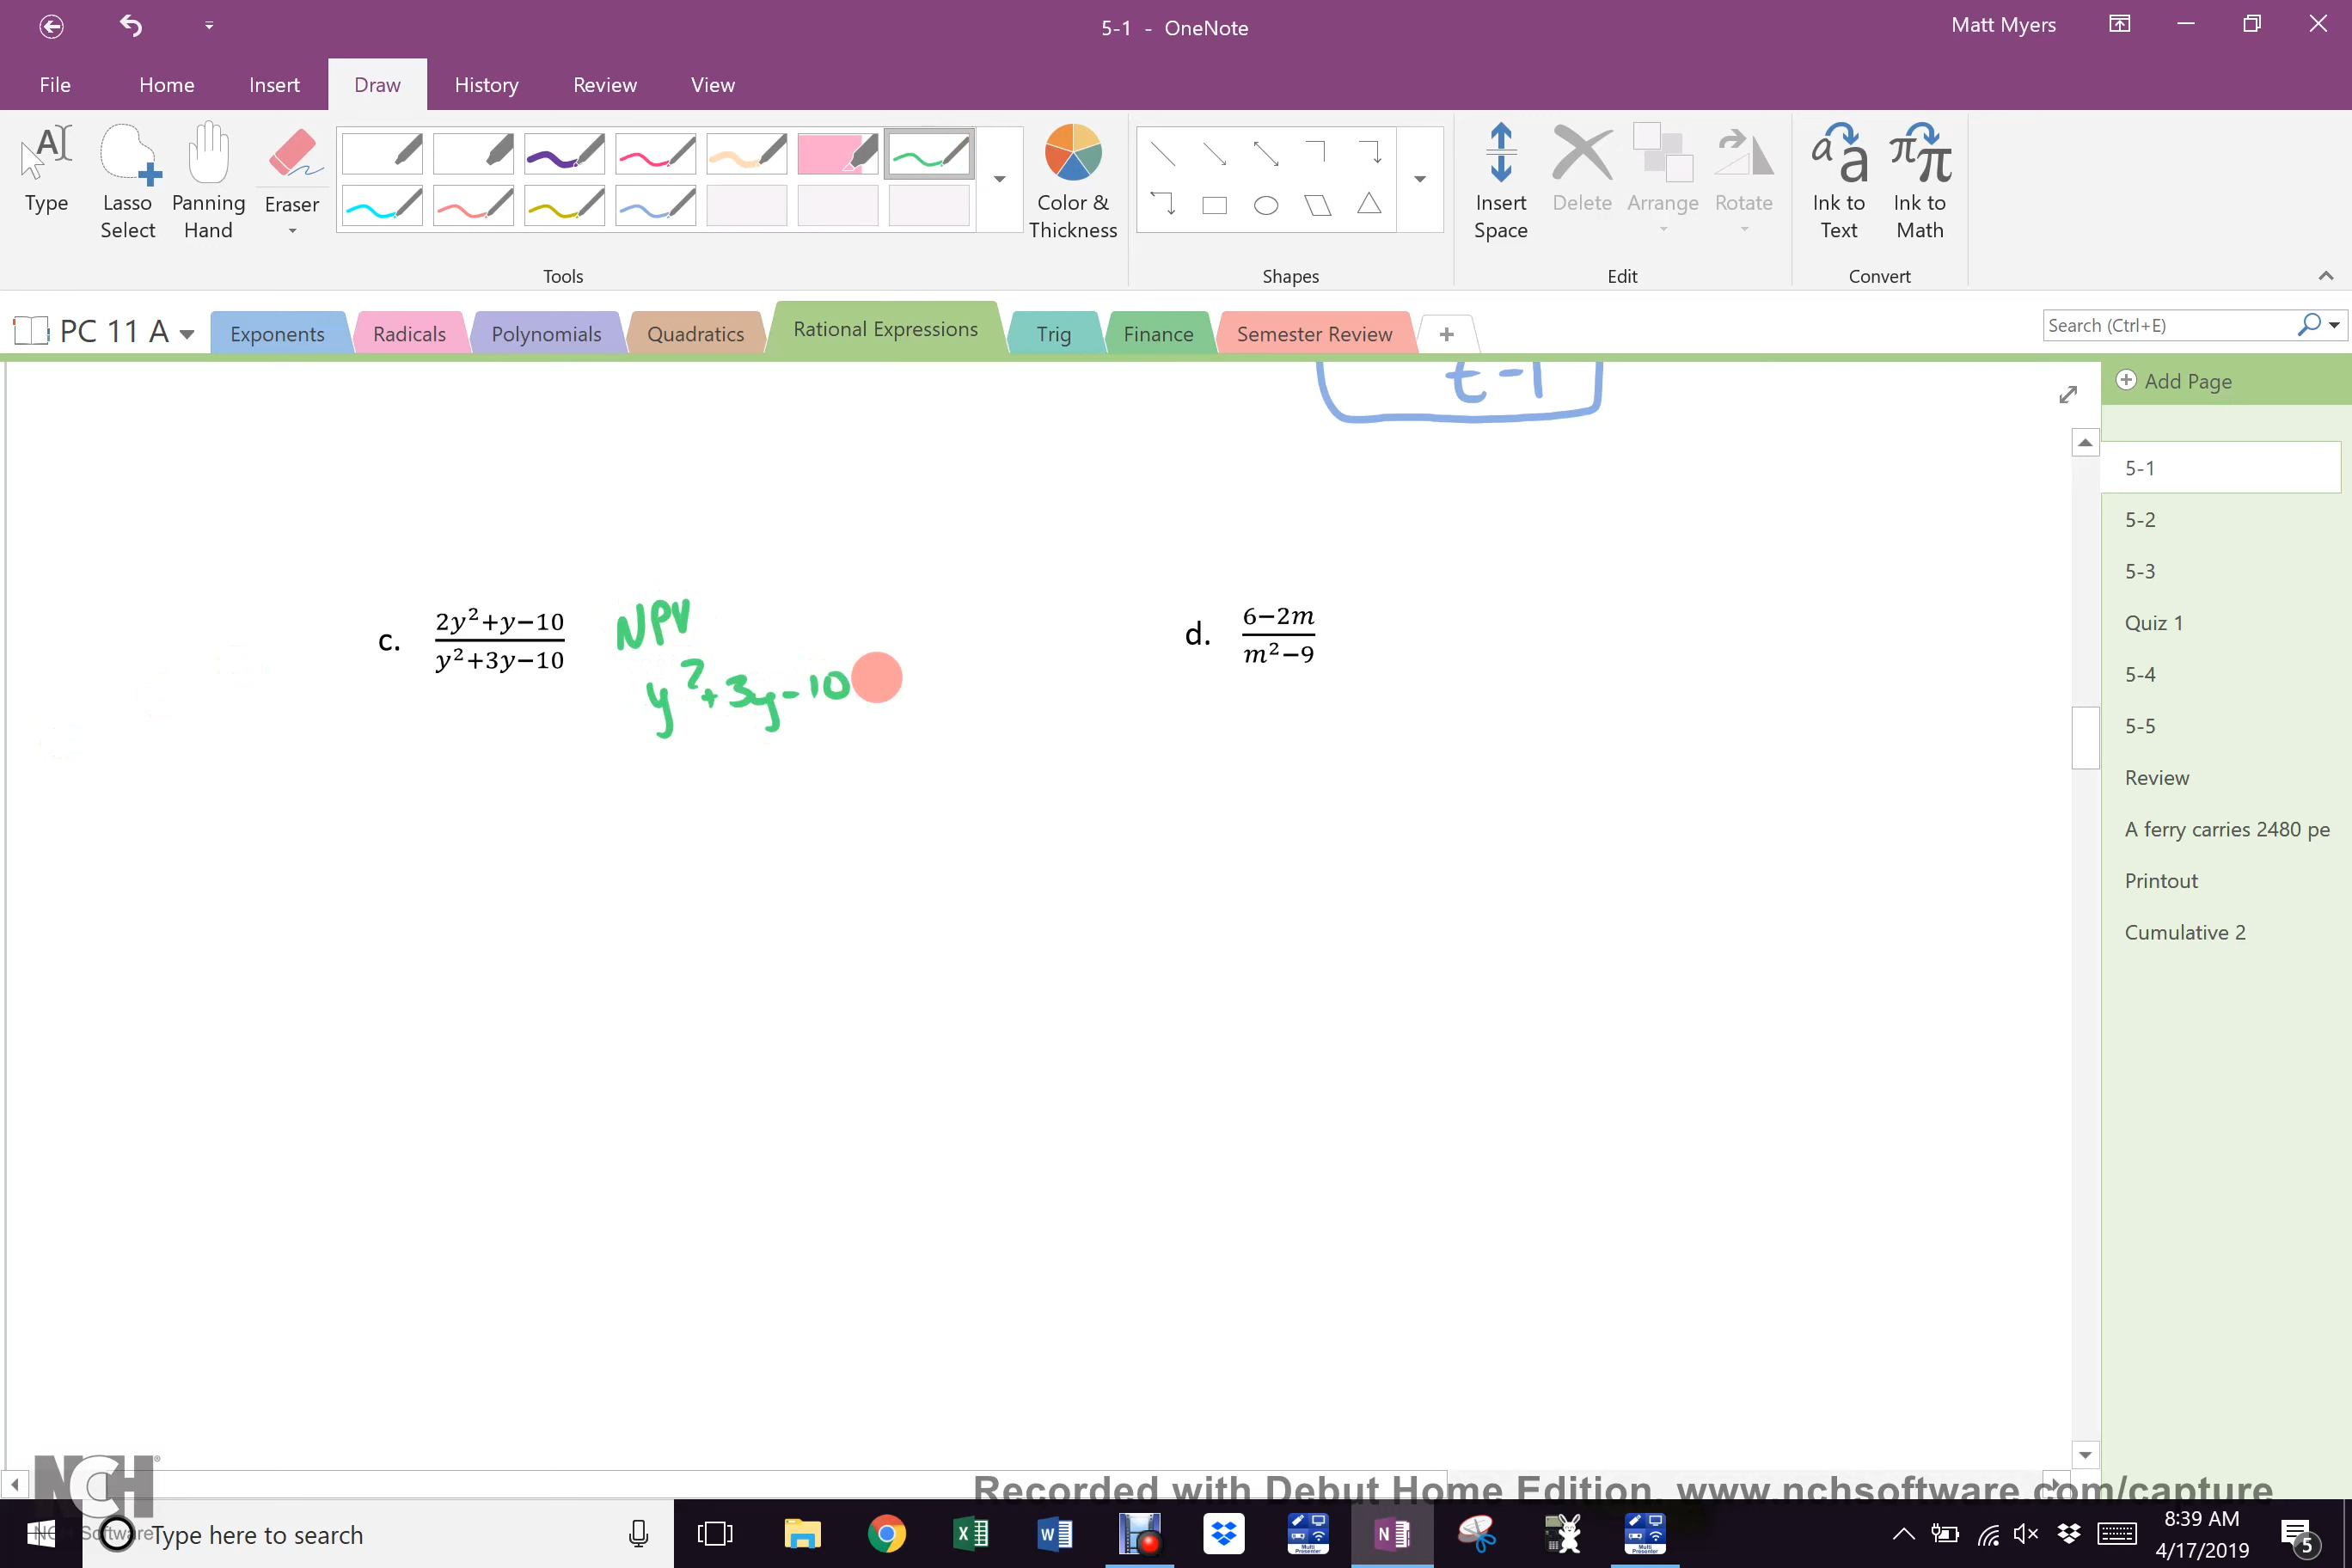 5-1 - OneNote
Matt Myers
File Home Insert Draw History Review View
Type
Lasso Select
Panning Hand
Eraser
Color & Thickness
Insert Space
Delete
Arrange
Rotate
Ink to Text
Ink to Math
Tools
Shapes
Edit
Convert
PC 11 A
Exponents Radicals Polynomials Quadratics Rational Expressions Trig Finance Semester Review +
Search (Ctrl+E)
t-1
Add Page
5-1
5-2
5-3
Quiz 1
5-4
5-5
Review
A ferry carries 2480 pe
Printout
Cumulative 2
c. 2y²+y−10
y²+3y−10
NPV
y²+3y-10
d. 6−2m
m²−9
NCH
NCH Software
Recorded with Debut Home Edition. www.nchsoftware.com/capture
Type here to search
8:39 AM
4/17/2019
5